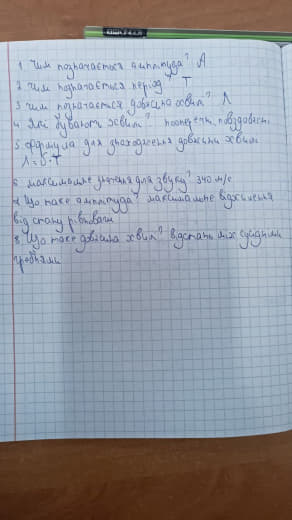 1. Чим позначається амплітуда? А
2. Чим позначається період T
3. Чим позначається довжина хвилі? λ
4. Які бувають хвилі? поперечні, повздовжні
5. Формула для знаходження довжини хвилі
λ=υ·T
6. максимальне значення для звуку? 340 м/с
7. Що таке амплітуда? максимальне відхилення
від стану рівноваги
8. Що таке довжина хвилі? відстань між сусідніми
гребнями